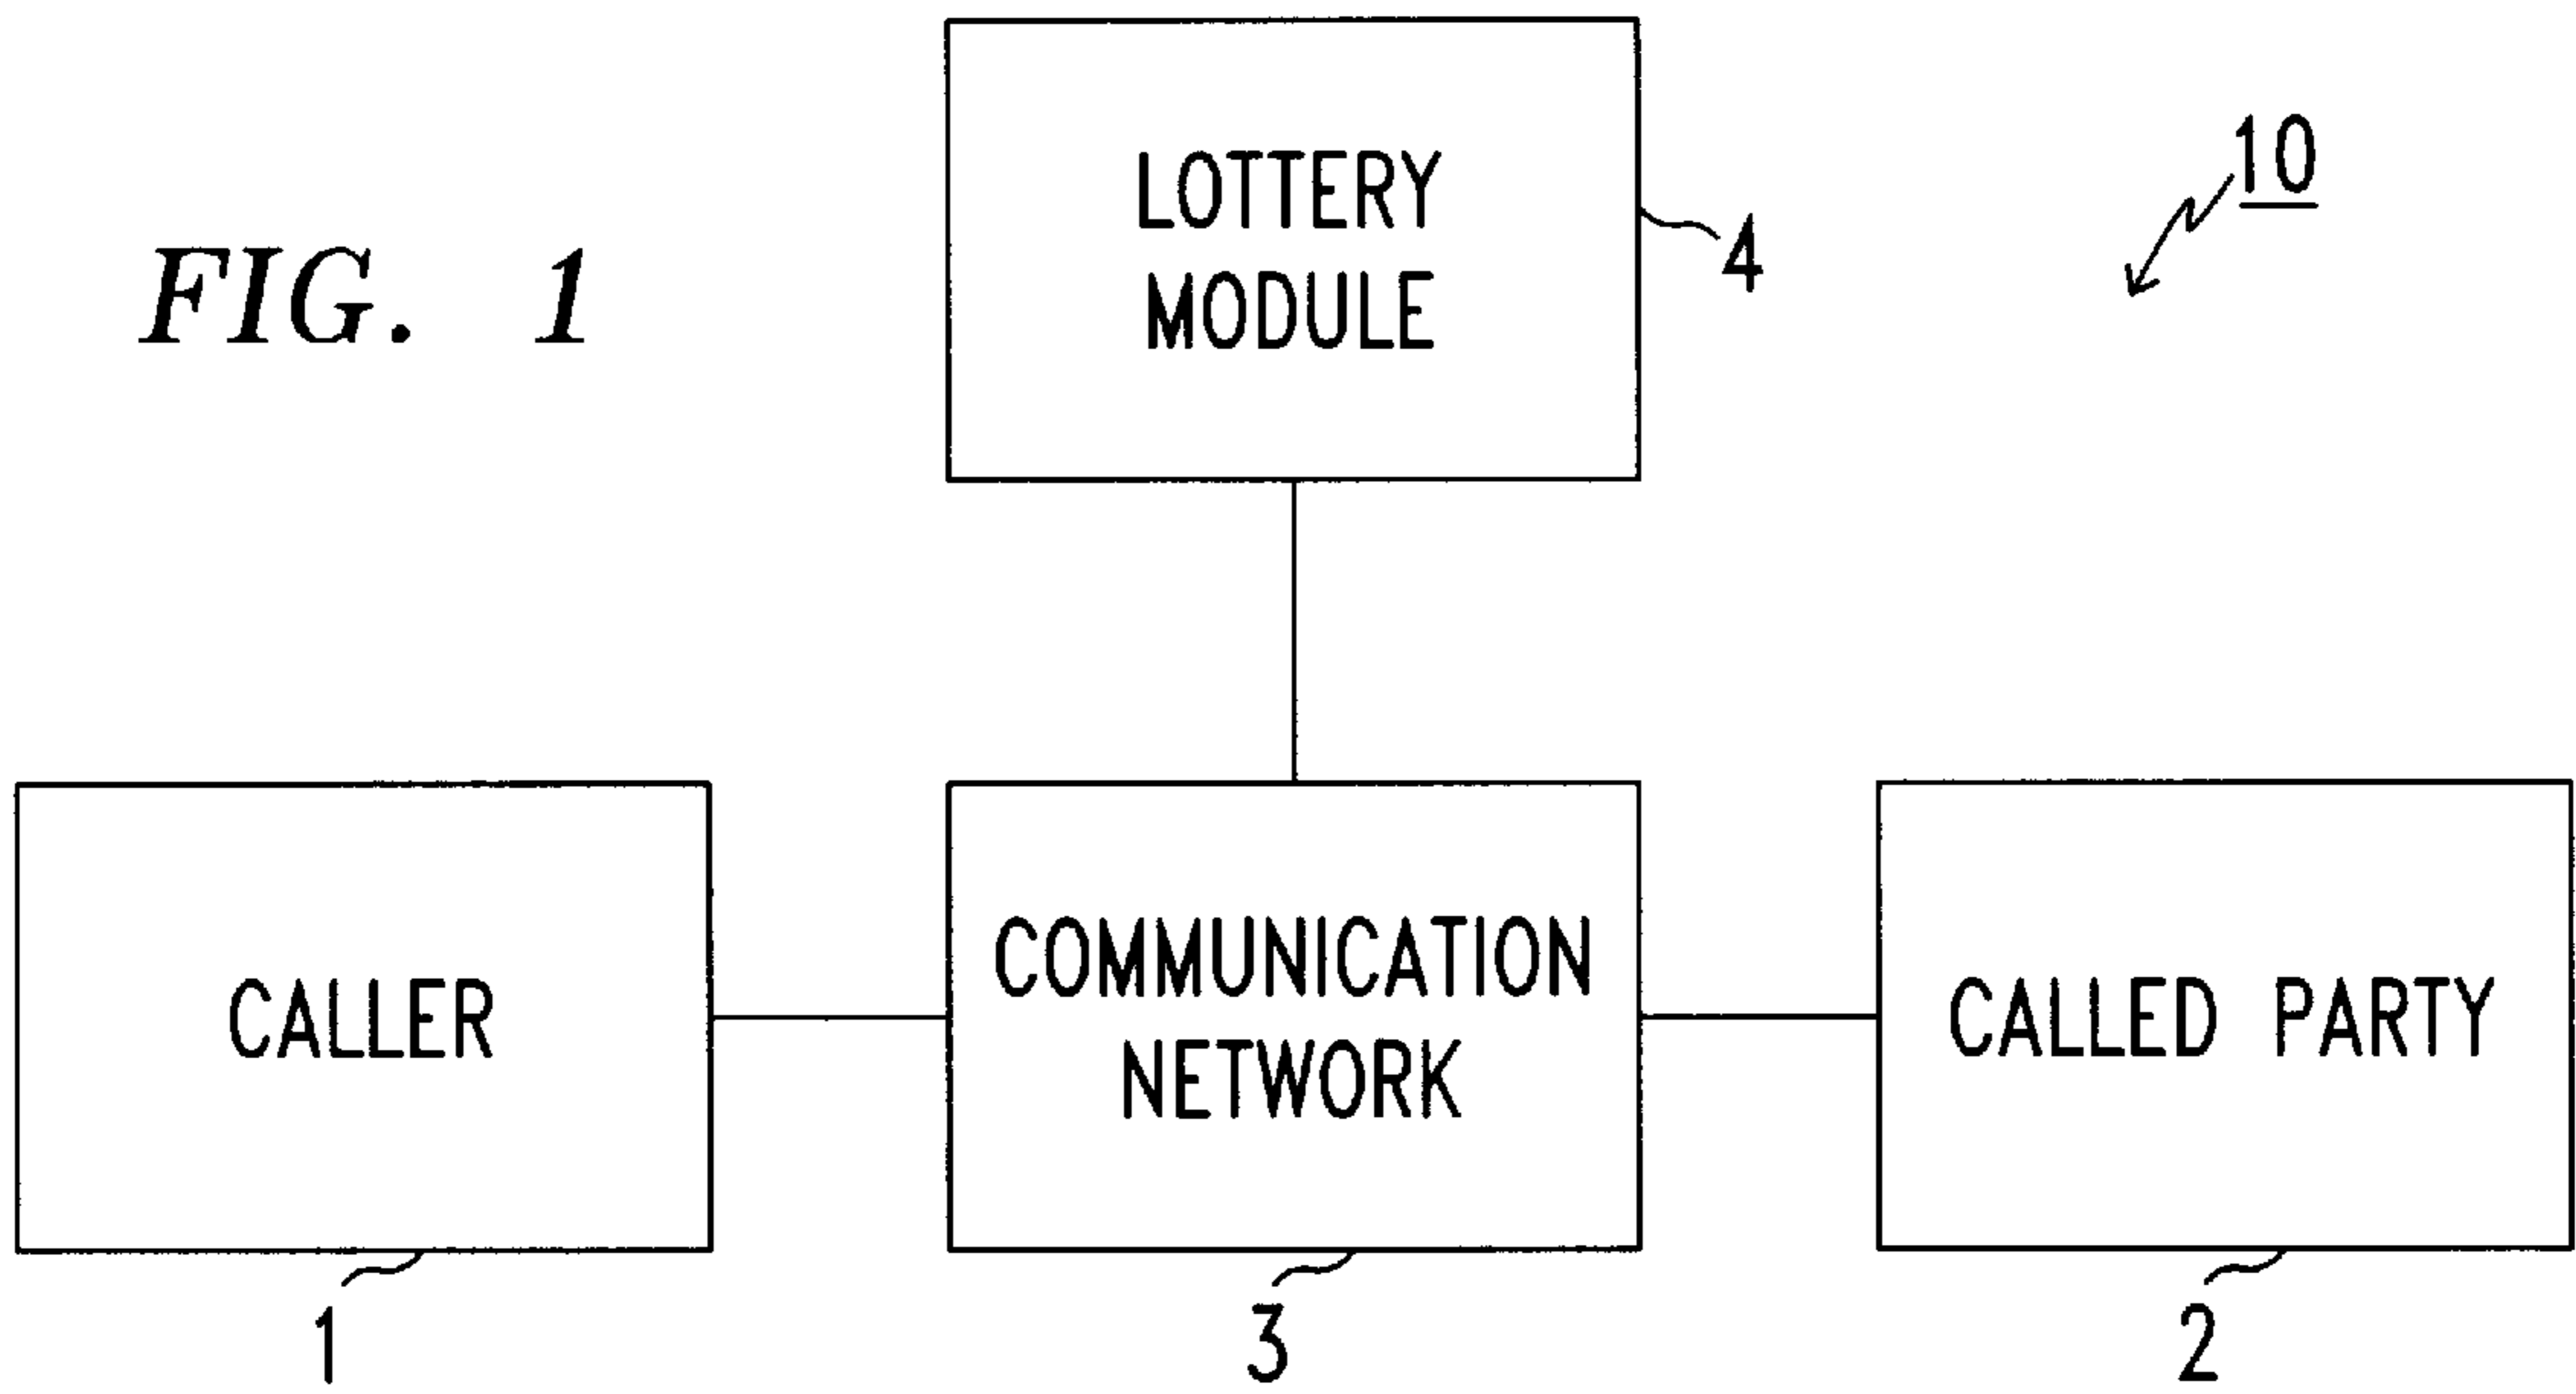 LOTTERY
MODULE
10
FIG. 1
4
CALLER
COMMUNICATION
NETWORK
CALLED PARTY
1
3
2